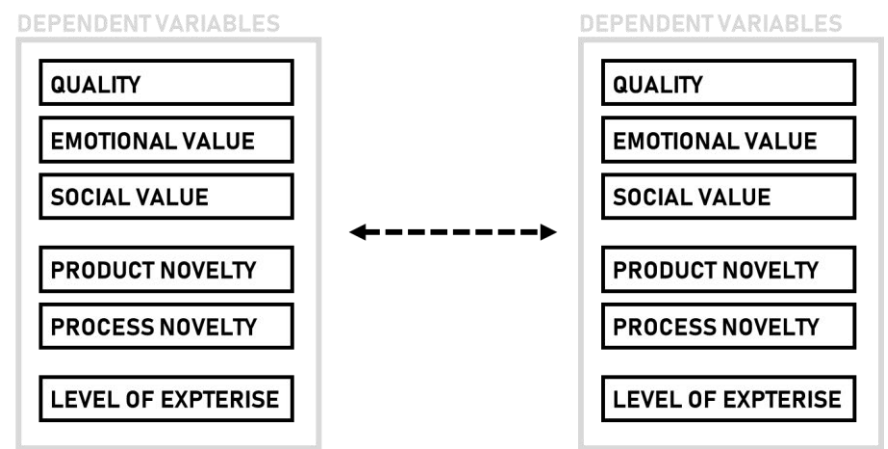 DEPENDENT VARIABLES
QUALITY
EMOTIONAL VALUE
SOCIAL VALUE
PRODUCT NOVELTY
PROCESS NOVELTY
LEVEL OF EXPTERISE
DEPENDENT VARIABLES
QUALITY
EMOTIONAL VALUE
SOCIAL VALUE
PRODUCT NOVELTY
PROCESS NOVELTY
LEVEL OF EXPTERISE